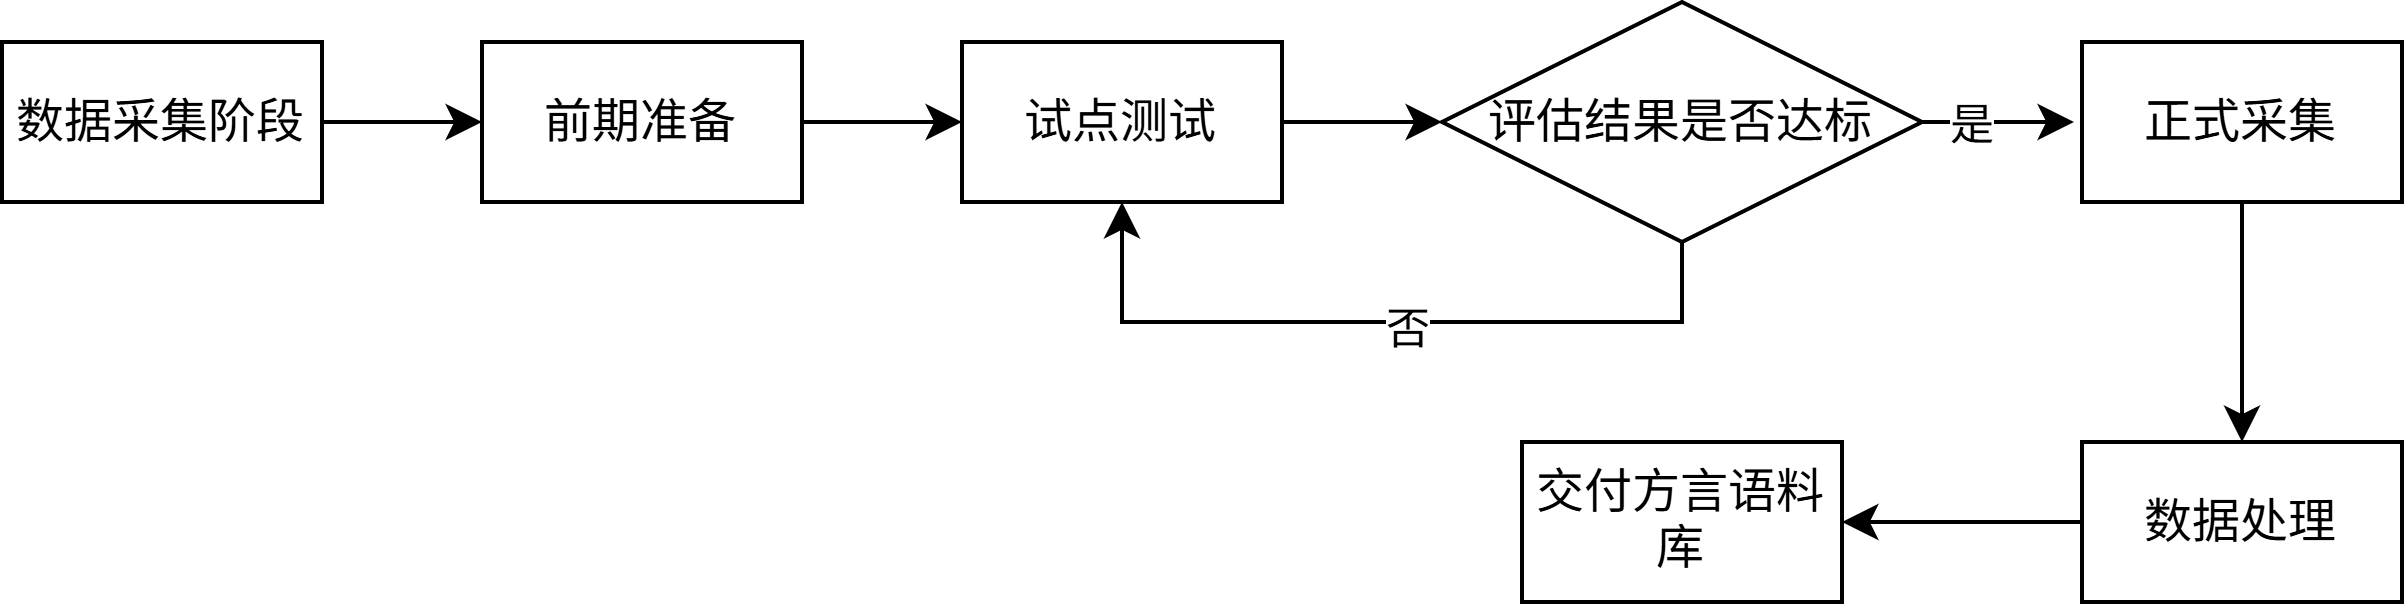 数据采集阶段
前期准备
试点测试
评估结果是否达标
是
正式采集
否
交付方言语料
库
数据处理